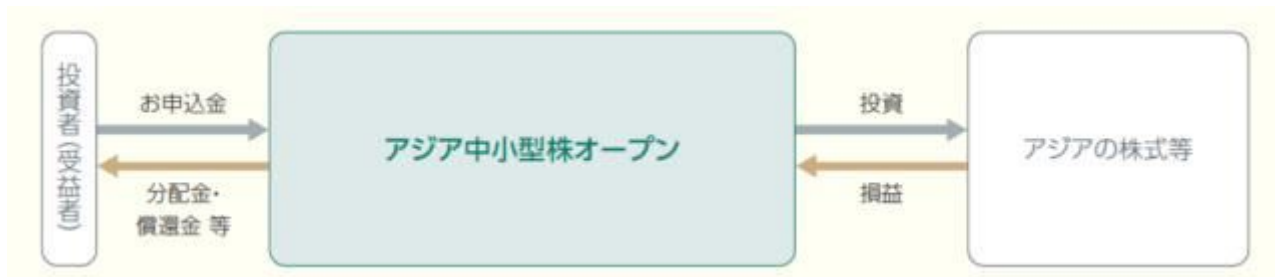 投資者(受益者)
お申込金
分配金・
償還金 等
アジア中小型株オープン
投資
損益
アジアの株式等